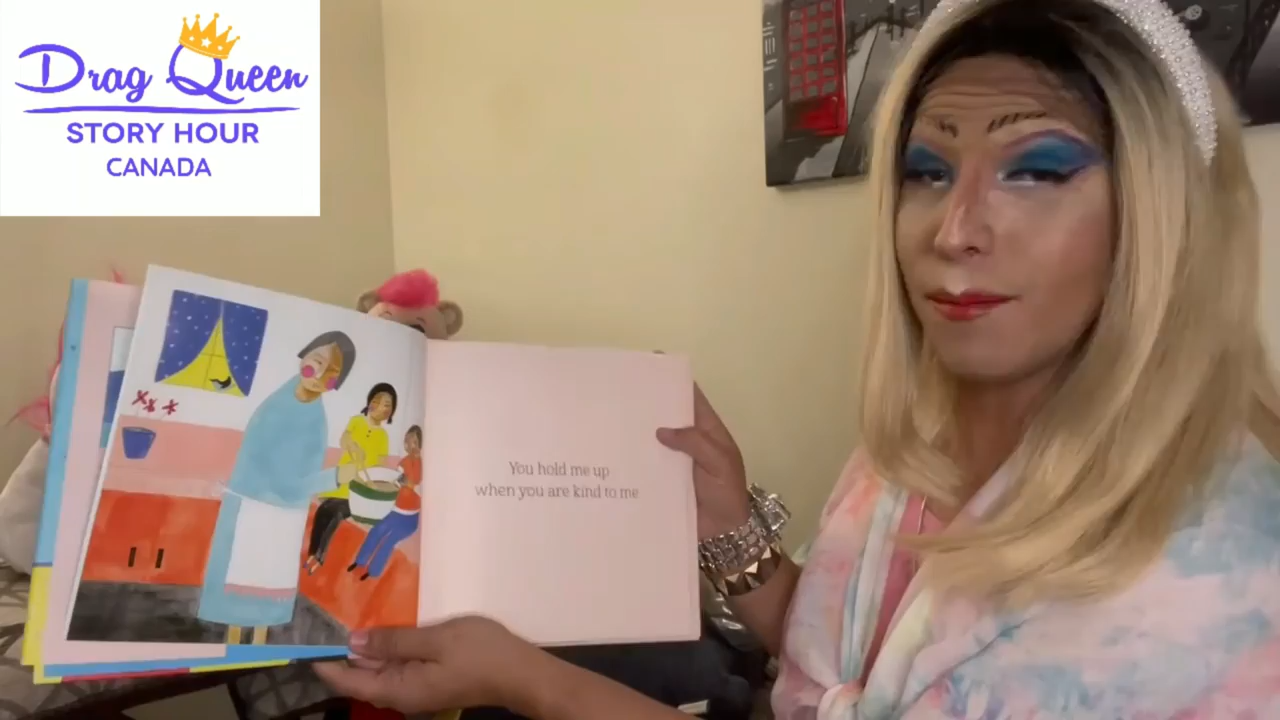 Drag Queen
STORY HOUR
CANADA
You hold me up
when you are kind to me